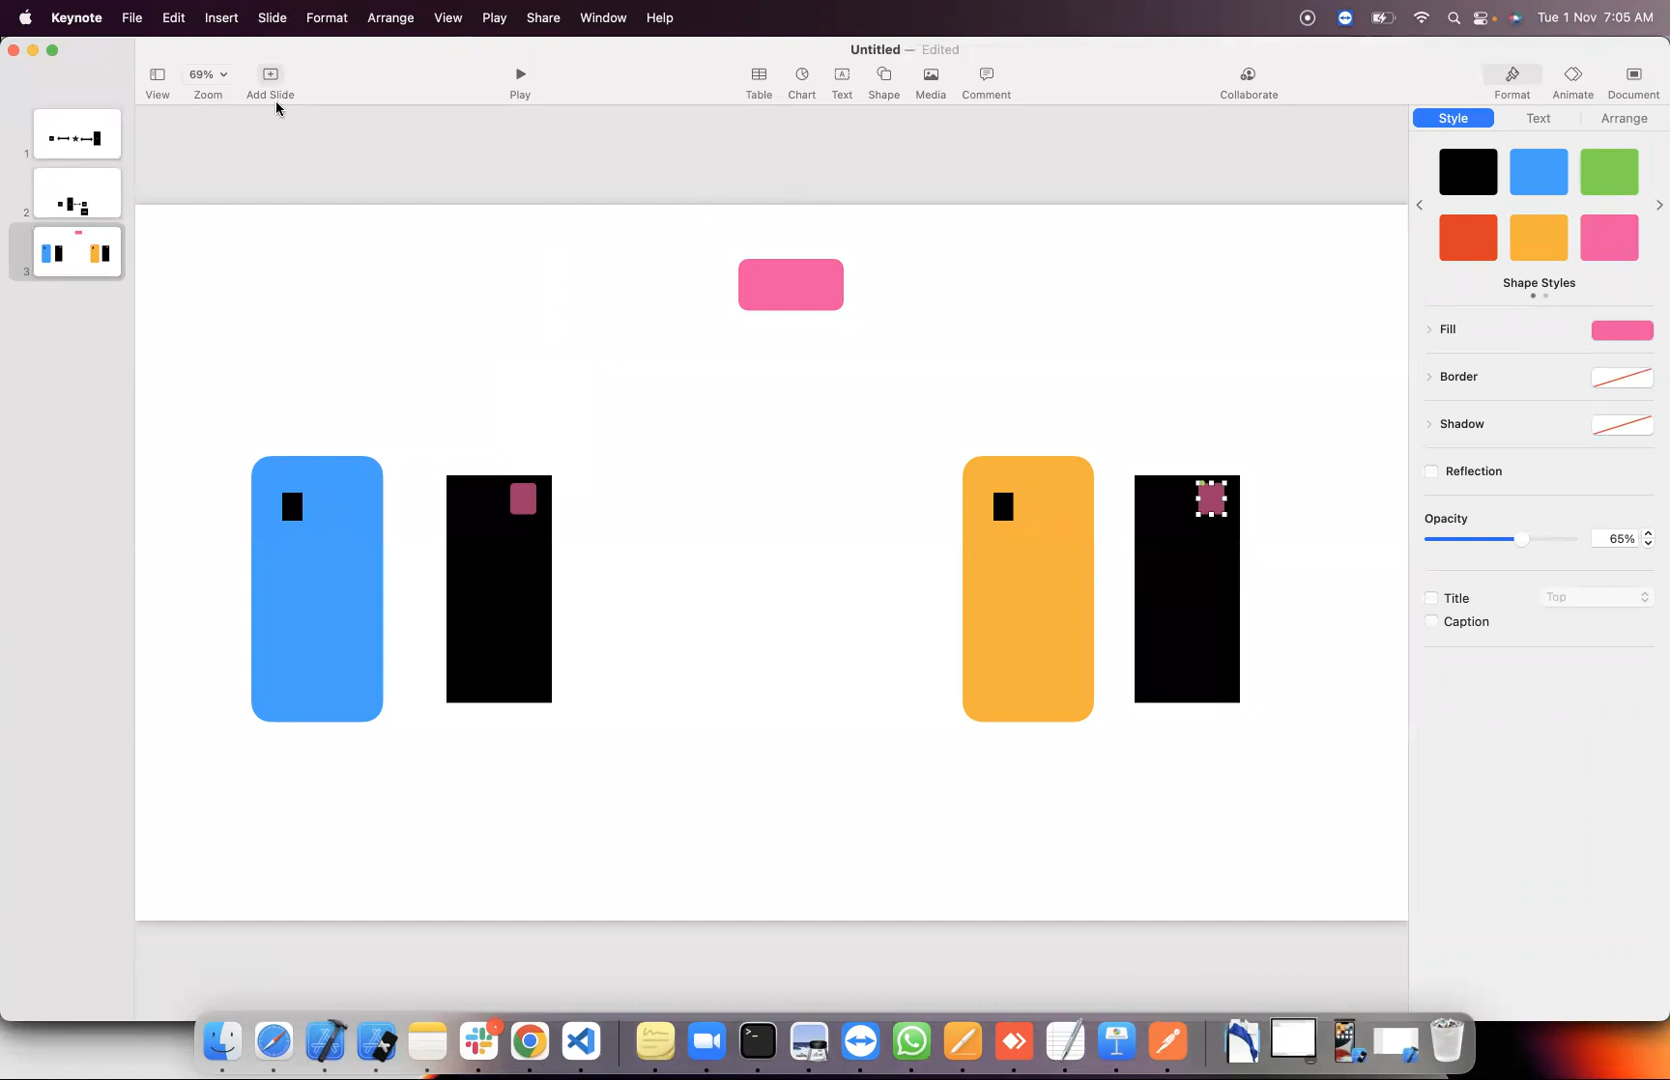 Keynote File Edit Insert Slide Format Arrange View Play Share Window Help Tue 1 Nov 7:05 AM
Untitled — Edited
69%
View Zoom Add Slide Play Table Chart Text Shape Media Comment Collaborate Format Animate Document
Style Text Arrange
1
2
3
Shape Styles
Fill
Border
Shadow
Reflection
Opacity
65%
Title Top
Caption